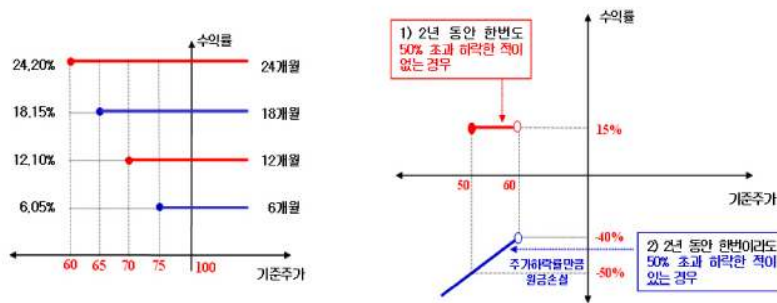 수익률
24,20%
24개월
18,15%
18개월
12,10%
12개월
6,05%
6개월
60 65 70 75 100
기준주가
수익률
1) 2년 동안 한번도
50% 초과 하락한 적이
없는 경우
15%
50 60
기준주가
-40%
주가하락률만큼
원금손실
-50%
2) 2년 동안 한번이라도
50% 초과 하락한 적이
있는 경우